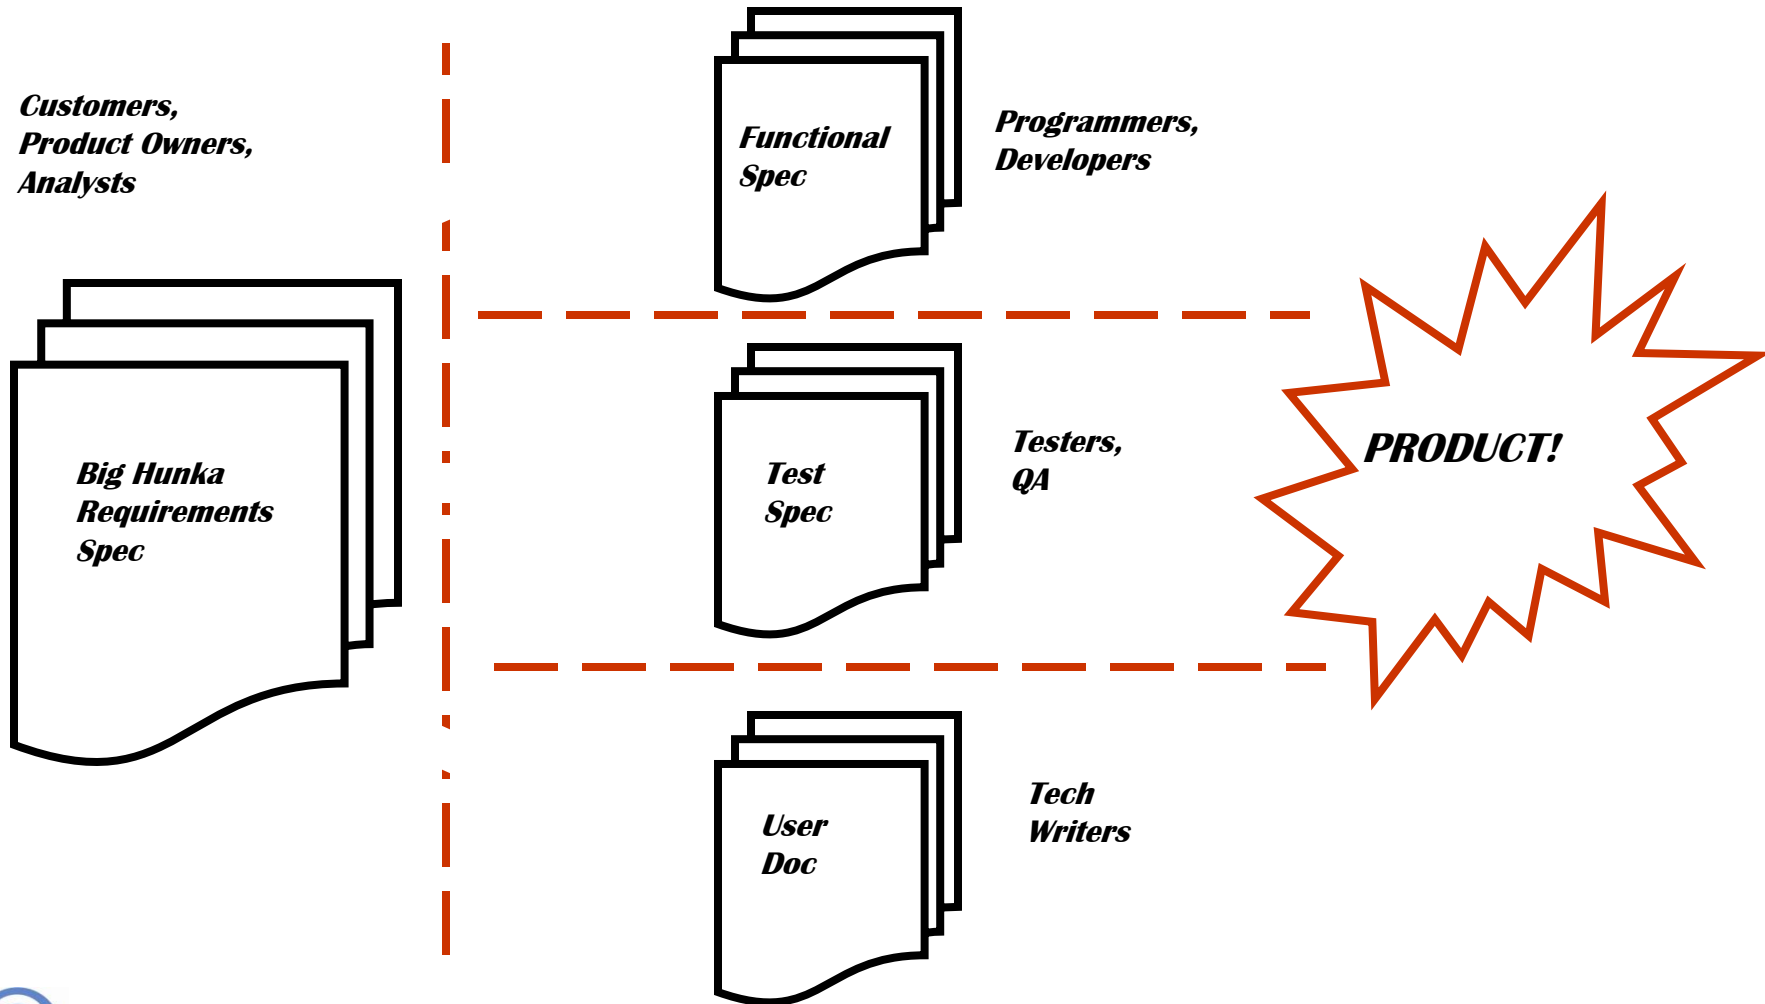 Customers,
Product Owners,
Analysts
Big Hunka
Requirements
Spec
Functional
Spec
Programmers,
Developers
Test
Spec
Testers,
QA
User
Doc
Tech
Writers
PRODUCT!